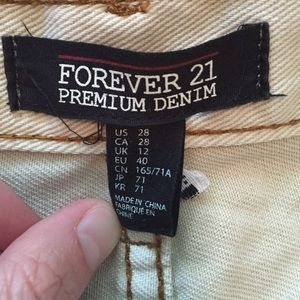 FOREVER 21
PREMIUM DENIM
US 28
CA 28
UK 12
EU 40
CN 165/71A
JP 71
KR 71
MADE IN CHINA
FABRIQUÉ EN
CHINE